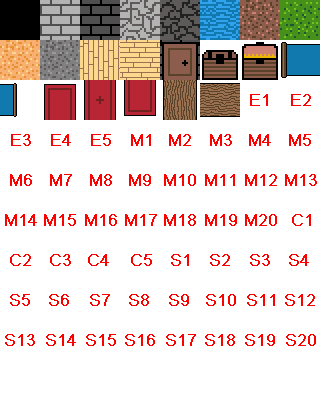 E1 E2
E3 E4 E5 M1 M2 M3 M4 M5
M6 M7 M8 M9 M10 M11 M12 M13
M14 M15 M16 M17 M18 M19 M20 C1
C2 C3 C4 C5 S1 S2 S3 S4
S5 S6 S7 S8 S9 S10 S11 S12
S13 S14 S15 S16 S17 S18 S19 S20